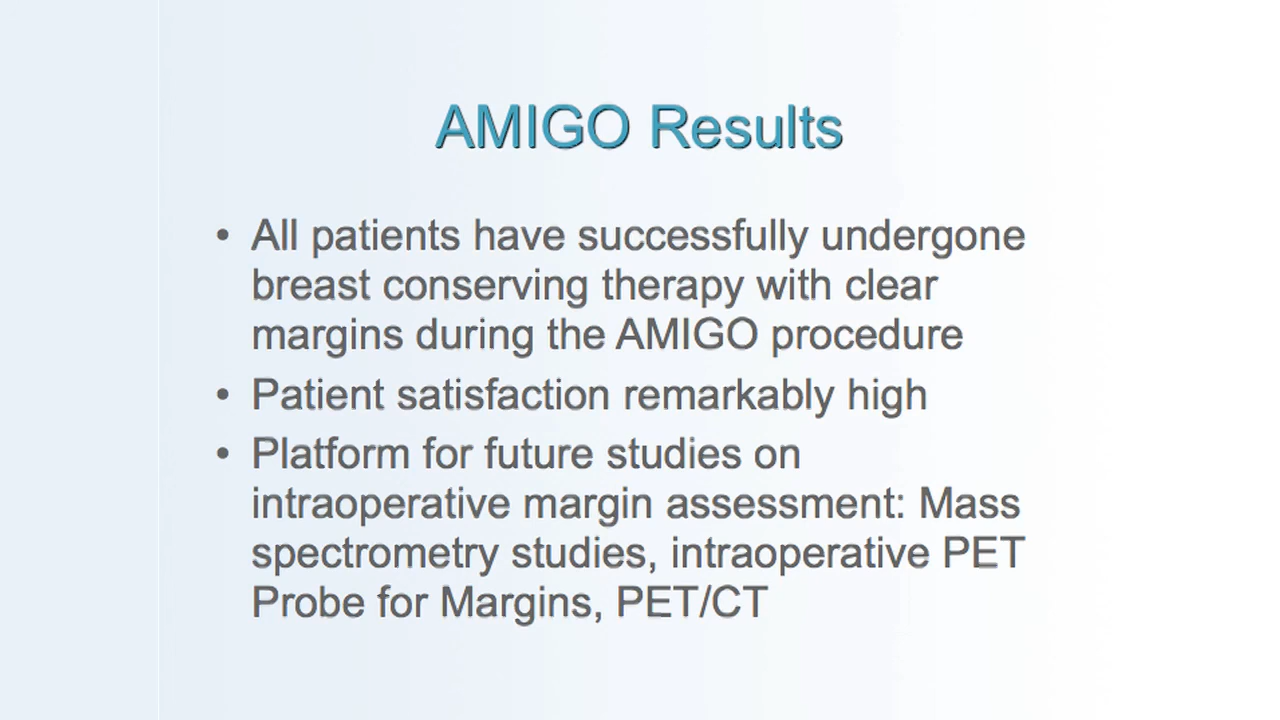 AMIGO Results
• All patients have successfully undergone
breast conserving therapy with clear
margins during the AMIGO procedure
• Patient satisfaction remarkably high
• Platform for future studies on
intraoperative margin assessment: Mass
spectrometry studies, intraoperative PET
Probe for Margins, PET/CT